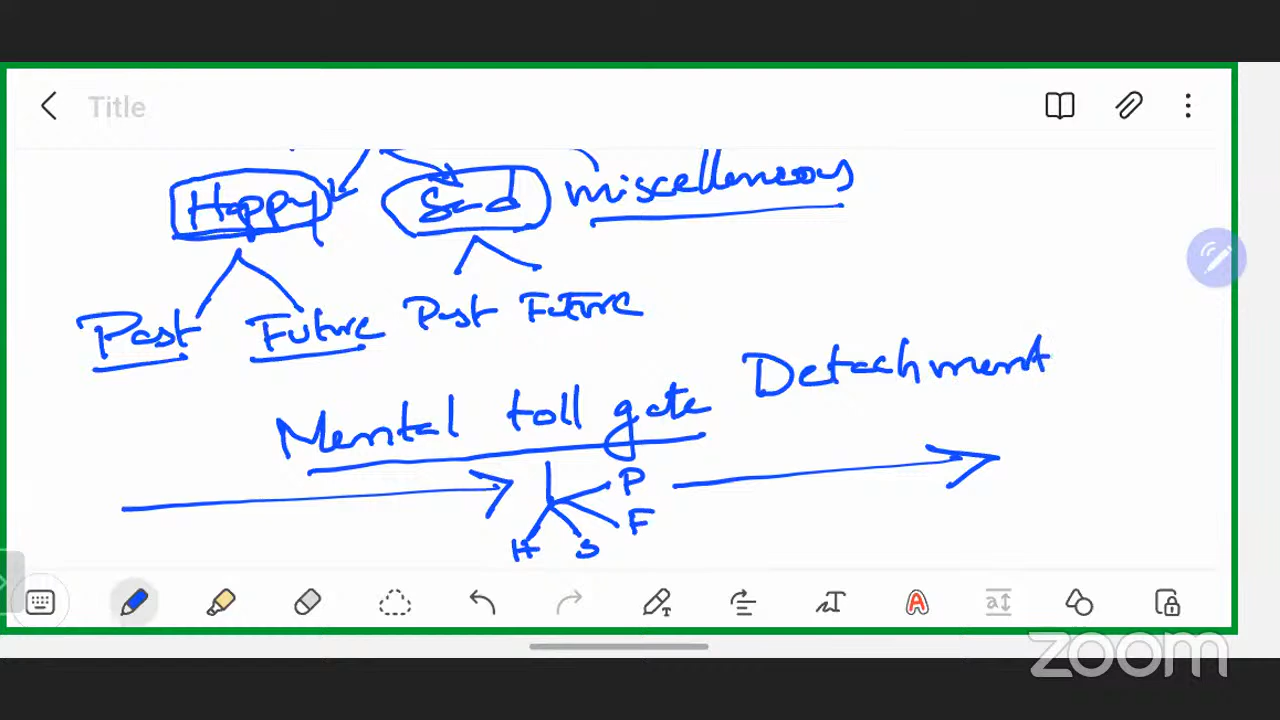 Title
Happy Sad miscellaneous
Past Future Past Future
Detachment
Mental toll gate
P
F
H S
A
a
zoom